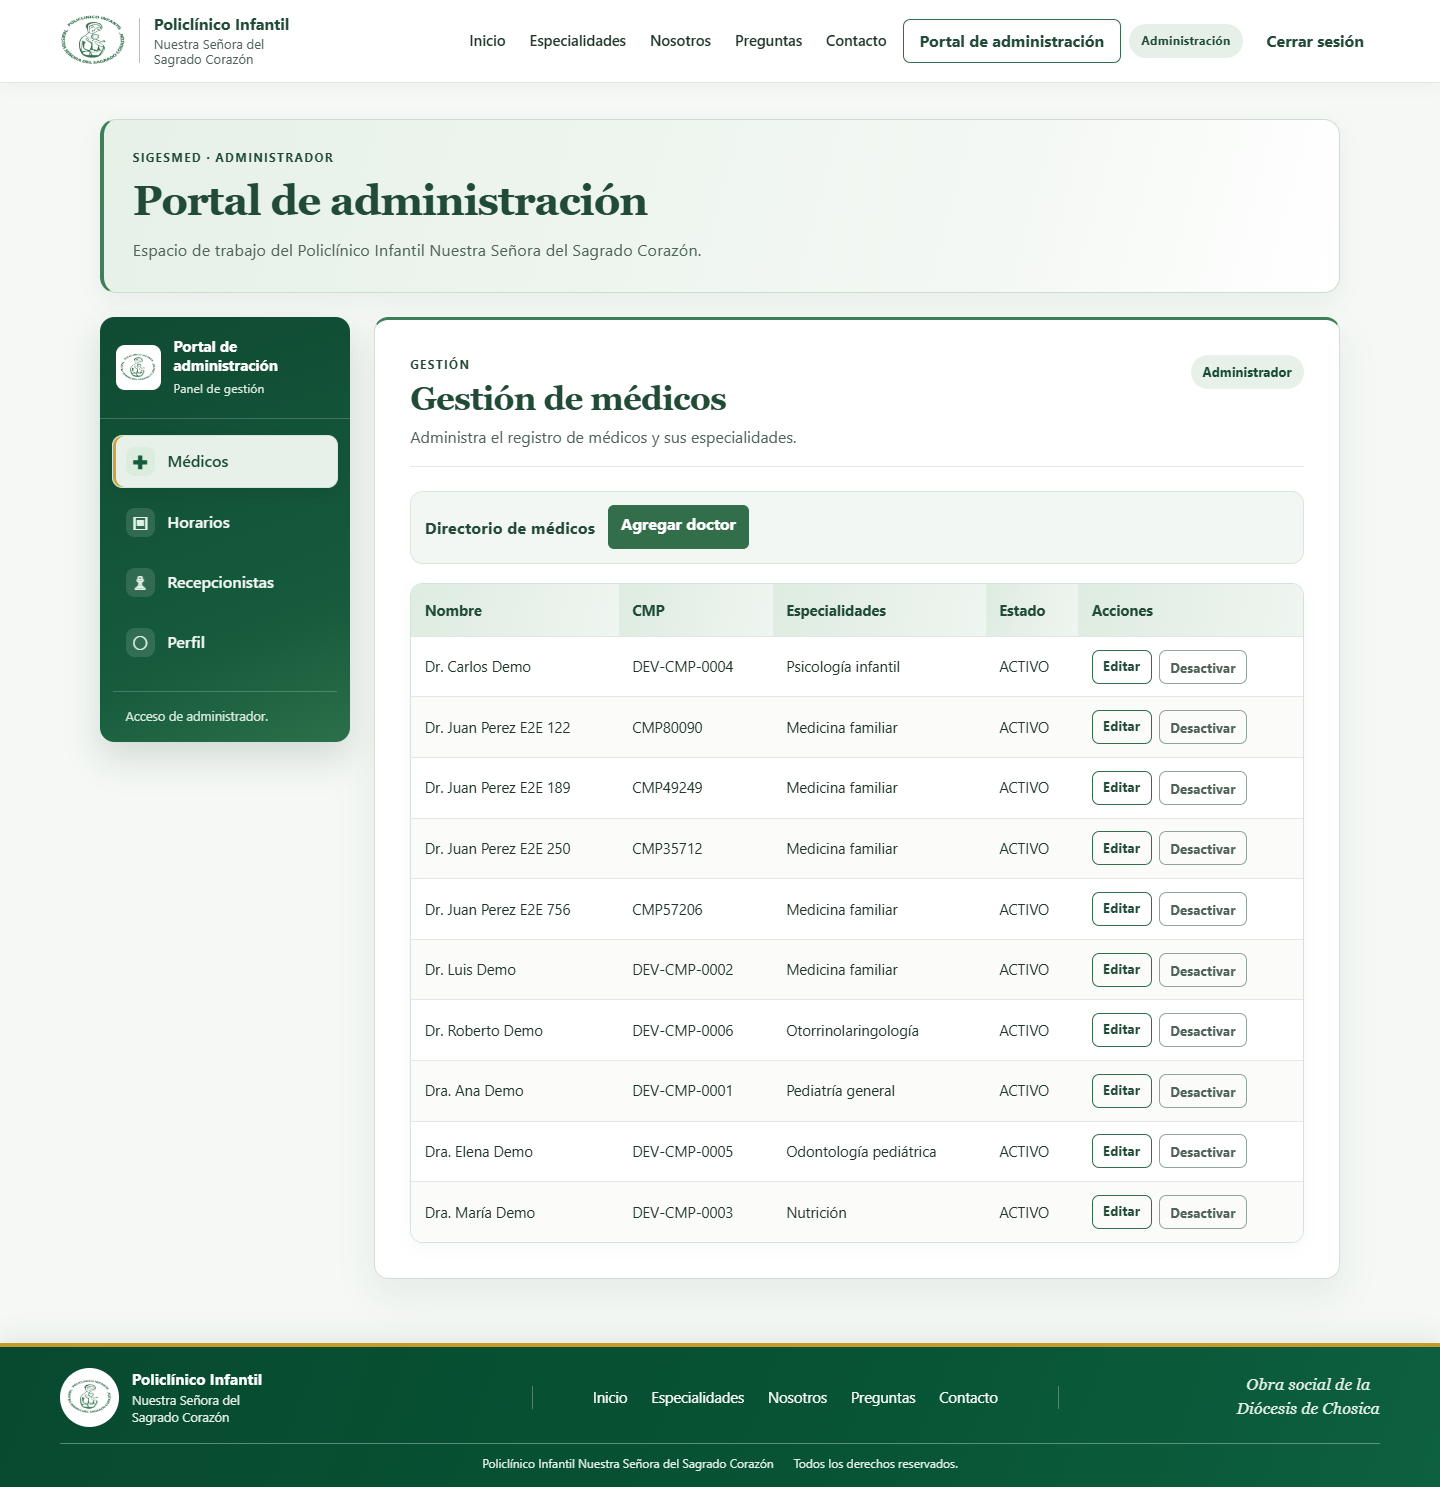 Policlínico Infantil
Nuestra Señora del
Sagrado Corazón
Inicio
Especialidades
Nosotros
Preguntas
Contacto
Portal de administración
Administración
Cerrar sesión
SIGESMED · ADMINISTRADOR
Portal de administración
Espacio de trabajo del Policlínico Infantil Nuestra Señora del Sagrado Corazón.
Portal de
administración
Panel de gestión
Médicos
Horarios
Recepcionistas
Perfil
Acceso de administrador.
GESTIÓN
Gestión de médicos
Administra el registro de médicos y sus especialidades.
Administrador
Directorio de médicos
Agregar doctor
Nombre CMP Especialidades Estado Acciones
Dr. Carlos Demo DEV-CMP-0004 Psicología infantil ACTIVO Editar Desactivar
Dr. Juan Perez E2E 122 CMP80090 Medicina familiar ACTIVO Editar Desactivar
Dr. Juan Perez E2E 189 CMP49249 Medicina familiar ACTIVO Editar Desactivar
Dr. Juan Perez E2E 250 CMP35712 Medicina familiar ACTIVO Editar Desactivar
Dr. Juan Perez E2E 756 CMP57206 Medicina familiar ACTIVO Editar Desactivar
Dr. Luis Demo DEV-CMP-0002 Medicina familiar ACTIVO Editar Desactivar
Dr. Roberto Demo DEV-CMP-0006 Otorrinolaringología ACTIVO Editar Desactivar
Dra. Ana Demo DEV-CMP-0001 Pediatría general ACTIVO Editar Desactivar
Dra. Elena Demo DEV-CMP-0005 Odontología pediátrica ACTIVO Editar Desactivar
Dra. María Demo DEV-CMP-0003 Nutrición ACTIVO Editar Desactivar
Policlínico Infantil
Nuestra Señora del
Sagrado Corazón
Inicio
Especialidades
Nosotros
Preguntas
Contacto
Obra social de la
Diócesis de Chosica
Policlínico Infantil Nuestra Señora del Sagrado Corazón
Todos los derechos reservados.